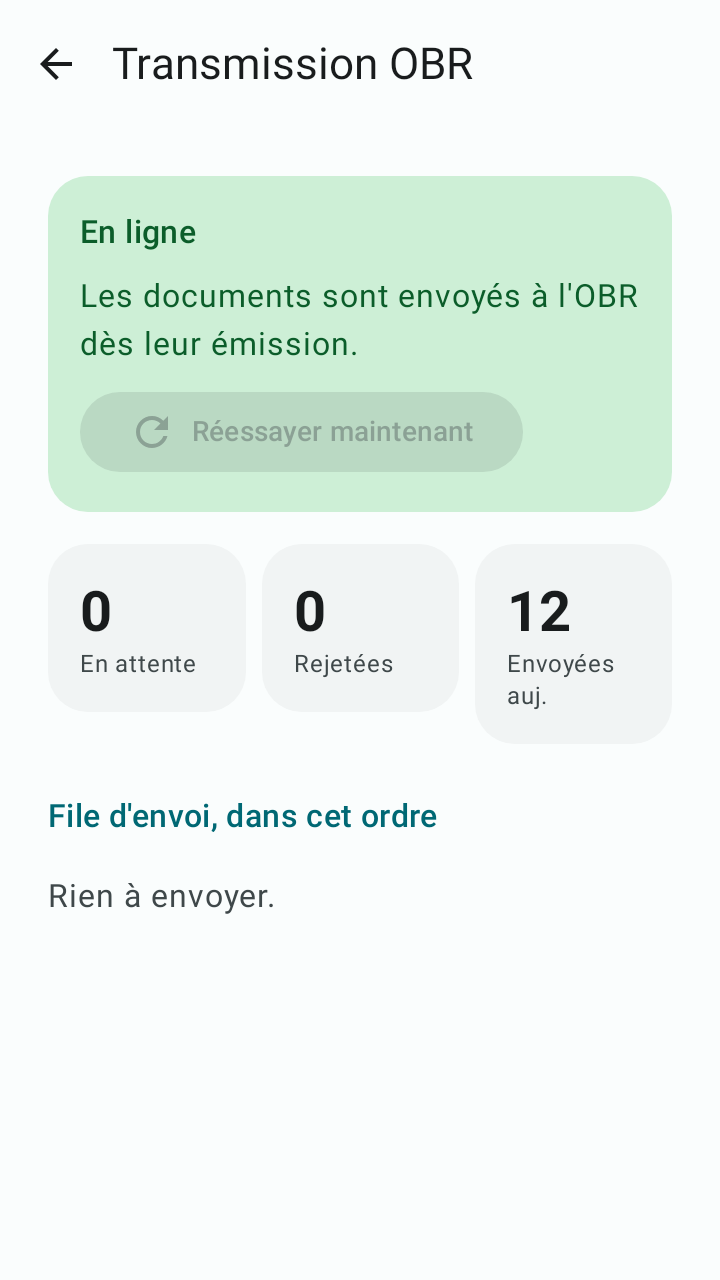 Transmission OBR
En ligne
Les documents sont envoyés à l'OBR
dès leur émission.
Réessayer maintenant
0
En attente
0
Rejetées
12
Envoyées
auj.
File d'envoi, dans cet ordre
Rien à envoyer.